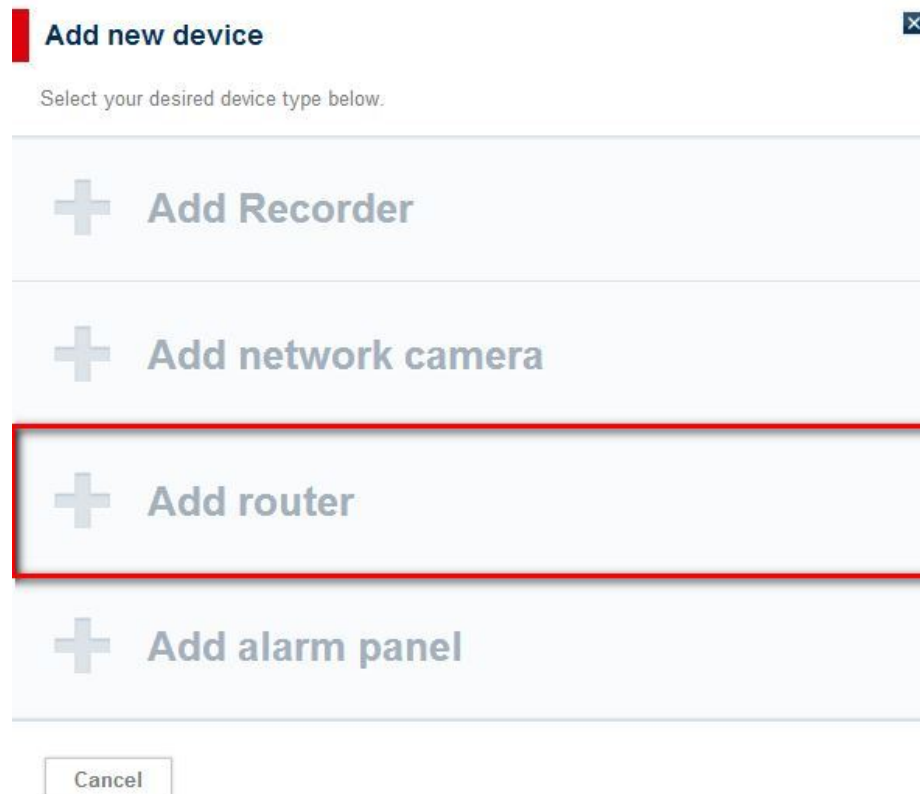 Add new device
Select your desired device type below.
Add Recorder
Add network camera
Add router
Add alarm panel
Cancel